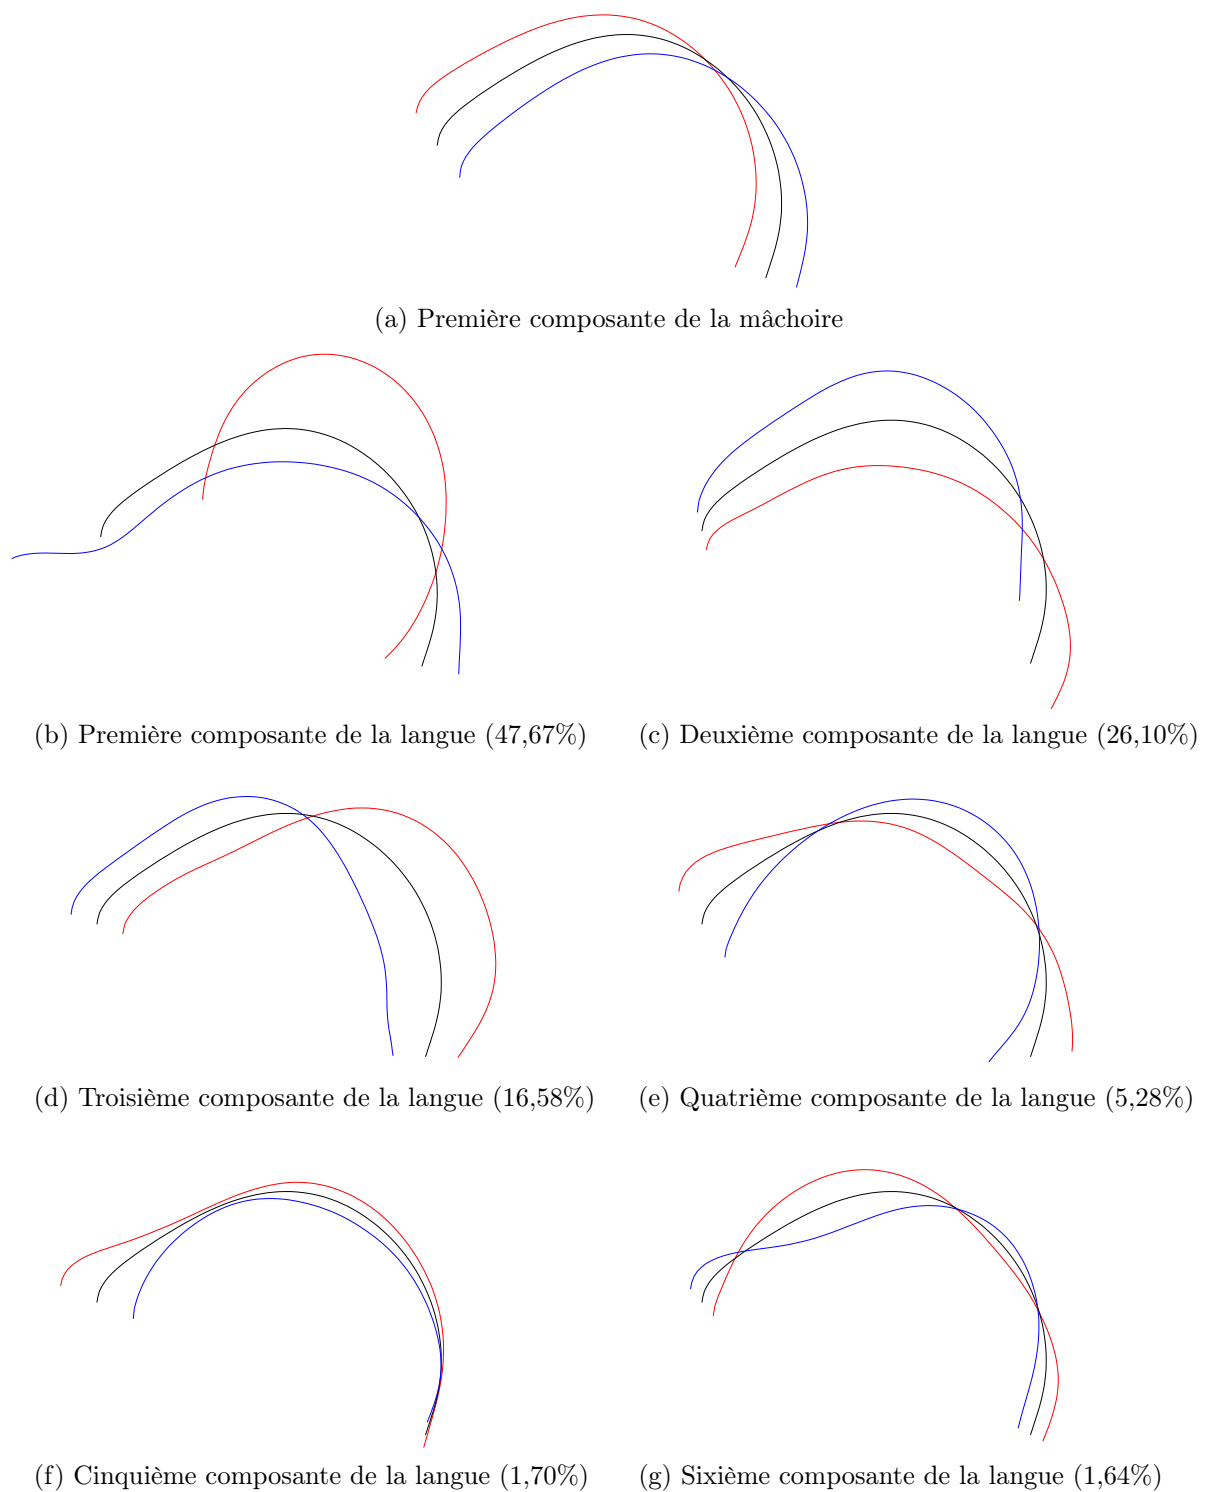 (a) Première composante de la mâchoire
(b) Première composante de la langue (47,67%)
(c) Deuxième composante de la langue (26,10%)
(d) Troisième composante de la langue (16,58%)
(e) Quatrième composante de la langue (5,28%)
(f) Cinquième composante de la langue (1,70%)
(g) Sixième composante de la langue (1,64%)